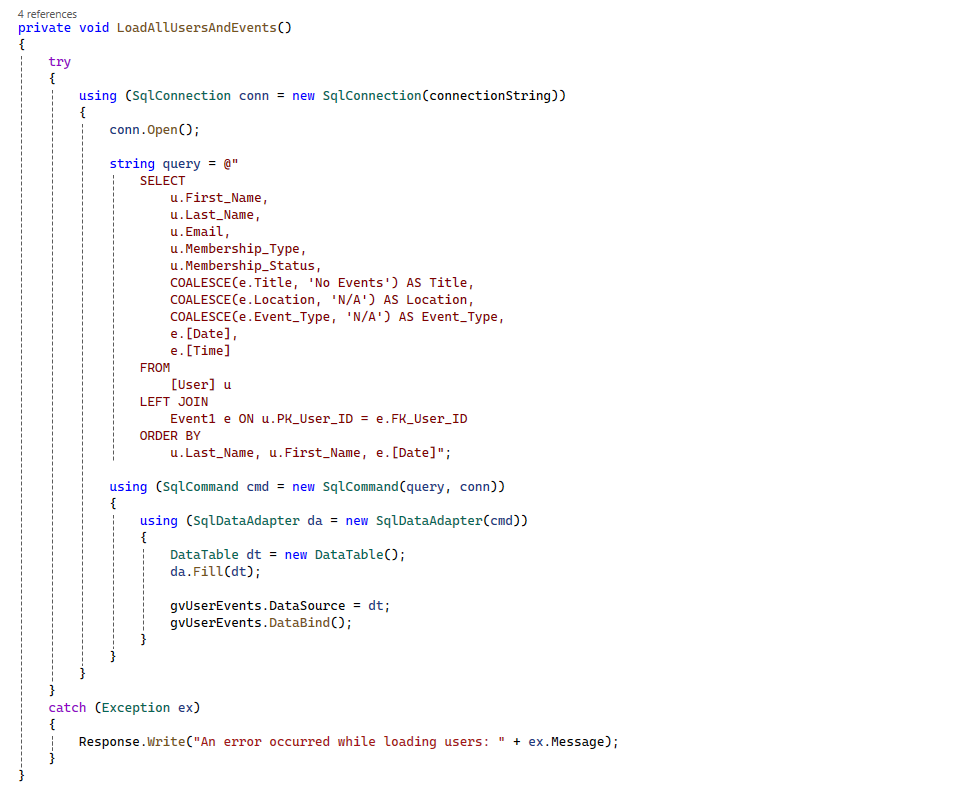 4 references
private void LoadAllUsersAndEvents()
{
try
{
using (SqlConnection conn = new SqlConnection(connectionString))
{
conn.Open();
string query = @"
SELECT
u.First_Name,
u.Last_Name,
u.Email,
u.Membership_Type,
u.Membership_Status,
COALESCE(e.Title, 'No Events') AS Title,
COALESCE(e.Location, 'N/A') AS Location,
COALESCE(e.Event_Type, 'N/A') AS Event_Type,
e.[Date],
e.[Time]
FROM
[User] u
LEFT JOIN
Event1 e ON u.PK_User_ID = e.FK_User_ID
ORDER BY
u.Last_Name, u.First_Name, e.[Date]";
using (SqlCommand cmd = new SqlCommand(query, conn))
{
using (SqlDataAdapter da = new SqlDataAdapter(cmd))
{
DataTable dt = new DataTable();
da.Fill(dt);
gvUserEvents.DataSource = dt;
gvUserEvents.DataBind();
}
}
}
}
catch (Exception ex)
{
Response.Write("An error occurred while loading users: " + ex.Message);
}
}